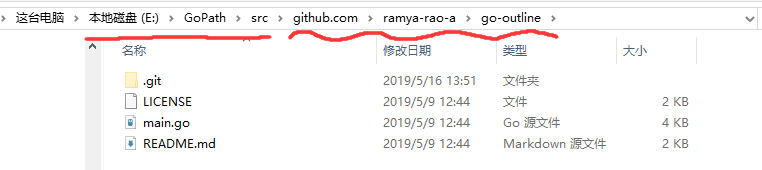 这台电脑 > 本地磁盘 (E:) > GoPath > src > github.com > ramya-rao-a > go-outline >
名称 修改日期 类型 大小
.git 2019/5/16 13:51 文件夹
LICENSE 2019/5/9 12:44 文件 2 KB
main.go 2019/5/9 12:44 Go 源文件 4 KB
README.md 2019/5/9 12:44 Markdown 源文件 2 KB